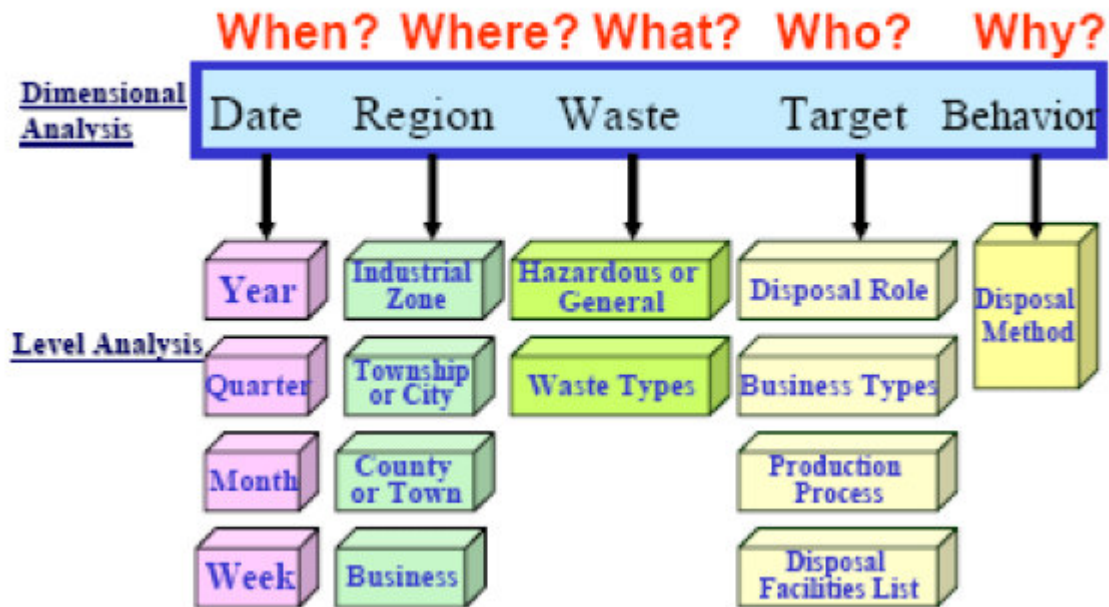 When? Where? What? Who? Why?
Dimensional
Analysis
Date Region Waste Target Behavior
Level Analysis
Year
Quarter
Month
Week
Industrial
Zone
Township
or City
County
or Town
Business
Hazardous or
General
Waste Types
Disposal Role
Business Types
Production
Process
Disposal
Facilities List
Disposal
Method